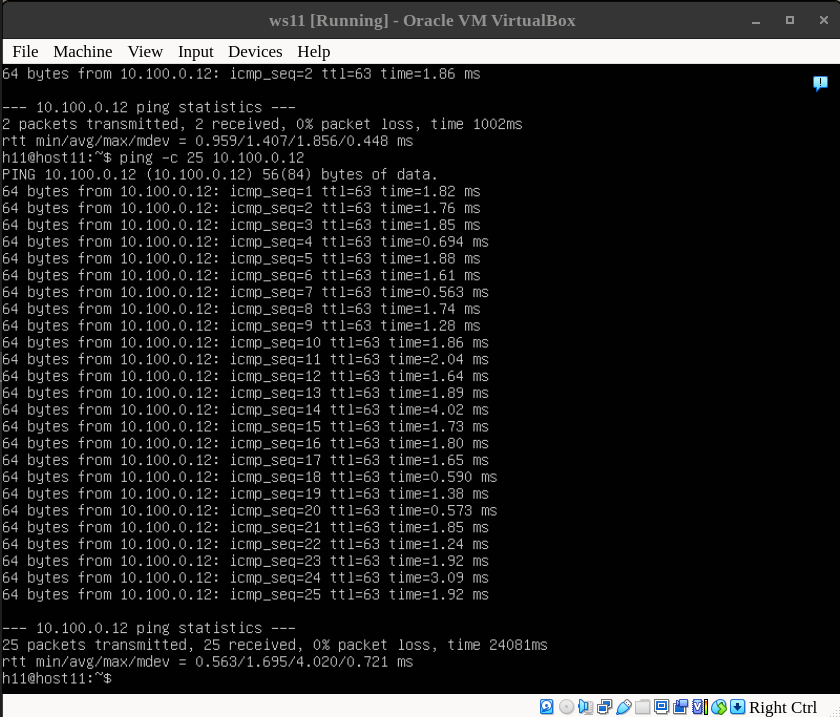 ws11 [Running] - Oracle VM VirtualBox
File Machine View Input Devices Help
64 bytes from 10.100.0.12: icmp_seq=2 ttl=63 time=1.86 ms
--- 10.100.0.12 ping statistics ---
2 packets transmitted, 2 received, 0% packet loss, time 1002ms
rtt min/avg/max/mdev = 0.959/1.407/1.856/0.448 ms
h11@host11:~$ ping -c 25 10.100.0.12
PING 10.100.0.12 (10.100.0.12) 56(84) bytes of data.
64 bytes from 10.100.0.12: icmp_seq=1 ttl=63 time=1.82 ms
64 bytes from 10.100.0.12: icmp_seq=2 ttl=63 time=1.76 ms
64 bytes from 10.100.0.12: icmp_seq=3 ttl=63 time=1.85 ms
64 bytes from 10.100.0.12: icmp_seq=4 ttl=63 time=0.694 ms
64 bytes from 10.100.0.12: icmp_seq=5 ttl=63 time=1.88 ms
64 bytes from 10.100.0.12: icmp_seq=6 ttl=63 time=1.61 ms
64 bytes from 10.100.0.12: icmp_seq=7 ttl=63 time=0.563 ms
64 bytes from 10.100.0.12: icmp_seq=8 ttl=63 time=1.74 ms
64 bytes from 10.100.0.12: icmp_seq=9 ttl=63 time=1.28 ms
64 bytes from 10.100.0.12: icmp_seq=10 ttl=63 time=1.86 ms
64 bytes from 10.100.0.12: icmp_seq=11 ttl=63 time=2.04 ms
64 bytes from 10.100.0.12: icmp_seq=12 ttl=63 time=1.64 ms
64 bytes from 10.100.0.12: icmp_seq=13 ttl=63 time=1.89 ms
64 bytes from 10.100.0.12: icmp_seq=14 ttl=63 time=4.02 ms
64 bytes from 10.100.0.12: icmp_seq=15 ttl=63 time=1.73 ms
64 bytes from 10.100.0.12: icmp_seq=16 ttl=63 time=1.80 ms
64 bytes from 10.100.0.12: icmp_seq=17 ttl=63 time=1.65 ms
64 bytes from 10.100.0.12: icmp_seq=18 ttl=63 time=0.590 ms
64 bytes from 10.100.0.12: icmp_seq=19 ttl=63 time=1.38 ms
64 bytes from 10.100.0.12: icmp_seq=20 ttl=63 time=0.573 ms
64 bytes from 10.100.0.12: icmp_seq=21 ttl=63 time=1.85 ms
64 bytes from 10.100.0.12: icmp_seq=22 ttl=63 time=1.24 ms
64 bytes from 10.100.0.12: icmp_seq=23 ttl=63 time=1.92 ms
64 bytes from 10.100.0.12: icmp_seq=24 ttl=63 time=3.09 ms
64 bytes from 10.100.0.12: icmp_seq=25 ttl=63 time=1.92 ms
--- 10.100.0.12 ping statistics ---
25 packets transmitted, 25 received, 0% packet loss, time 24081ms
rtt min/avg/max/mdev = 0.563/1.695/4.020/0.721 ms
h11@host11:~$
Right Ctrl